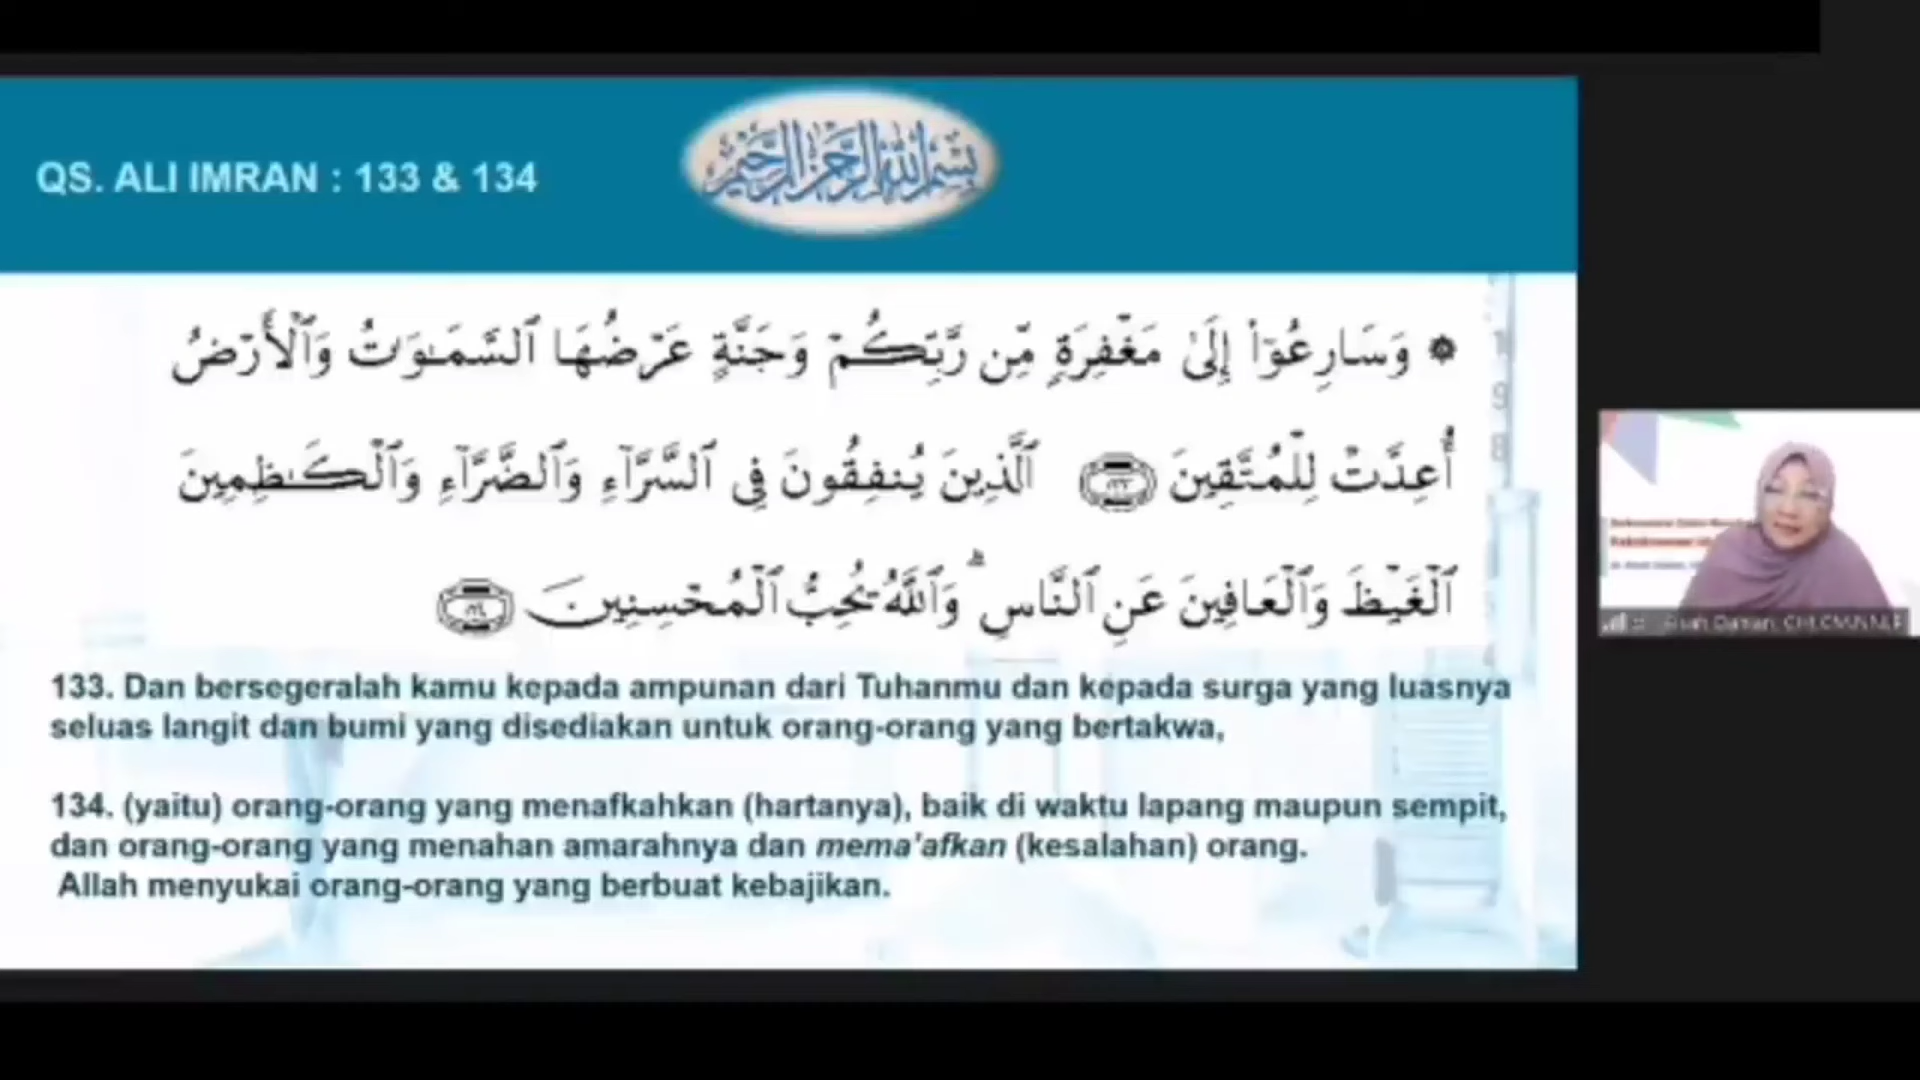 QS. ALI IMRAN : 133 & 134
بِسْمِ اللَّهِ الرَّحْمَٰنِ الرَّحِيمِ
۞ وَسَارِعُوٓا۟ إِلَىٰ مَغْفِرَةٍ مِّن رَّبِّكُمْ وَجَنَّةٍ عَرْضُهَا ٱلسَّمَـٰوَٰتُ وَٱلْأَرْضُ
أُعِدَّتْ لِلْمُتَّقِينَ ١٣٣ ٱلَّذِينَ يُنفِقُونَ فِى ٱلسَّرَّآءِ وَٱلضَّرَّآءِ وَٱلْكَـٰظِمِينَ
ٱلْغَيْظَ وَٱلْعَافِينَ عَنِ ٱلنَّاسِ ۗ وَٱللَّهُ يُحِبُّ ٱلْمُحْسِنِينَ ١٣٤
133. Dan bersegeralah kamu kepada ampunan dari Tuhanmu dan kepada surga yang luasnya
seluas langit dan bumi yang disediakan untuk orang-orang yang bertakwa,
134. (yaitu) orang-orang yang menafkahkan (hartanya), baik di waktu lapang maupun sempit,
dan orang-orang yang menahan amarahnya dan mema'afkan (kesalahan) orang.
Allah menyukai orang-orang yang berbuat kebajikan.